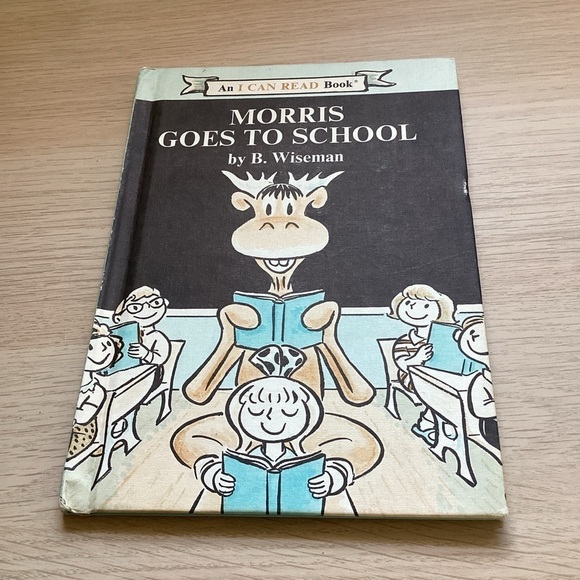 An I CAN READ Book®
MORRIS
GOES TO SCHOOL
by B. Wiseman